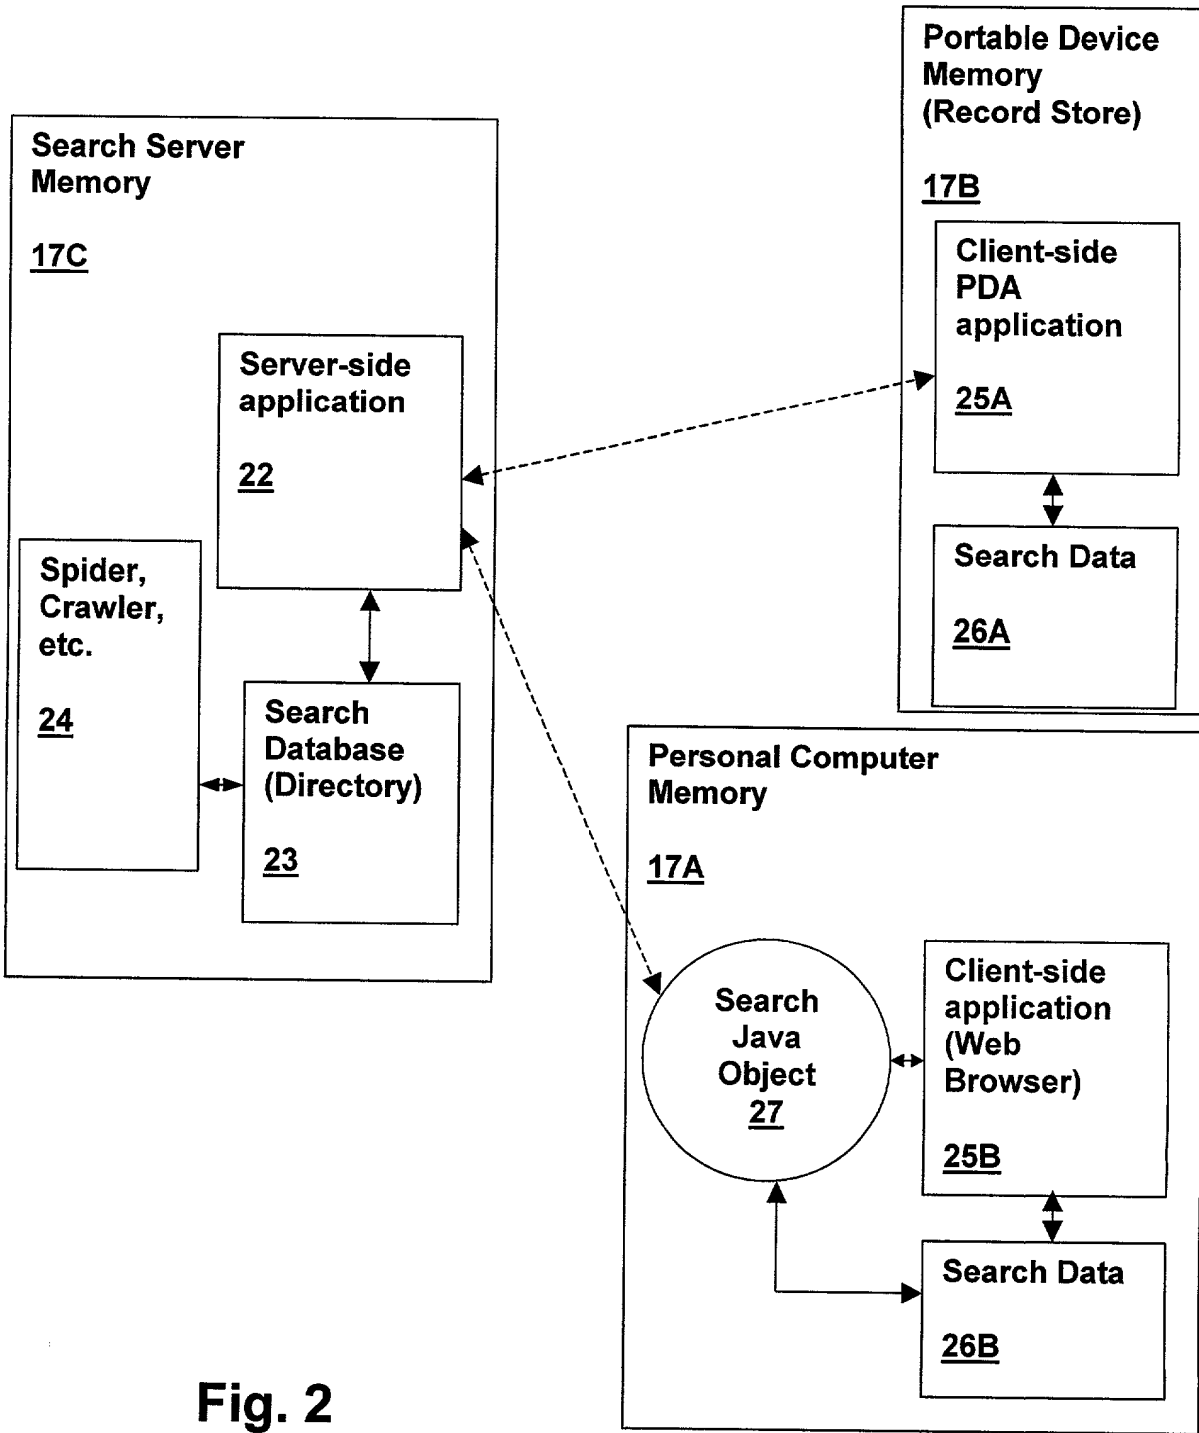 Search Server
Memory
17C
Server-side
application
22
Spider,
Crawler,
etc.
24
Search
Database
(Directory)
23
Portable Device
Memory
(Record Store)
17B
Client-side
PDA
application
25A
Search Data
26A
Personal Computer
Memory
17A
Search
Java
Object
27
Client-side
application
(Web
Browser)
25B
Search Data
26B
Fig. 2